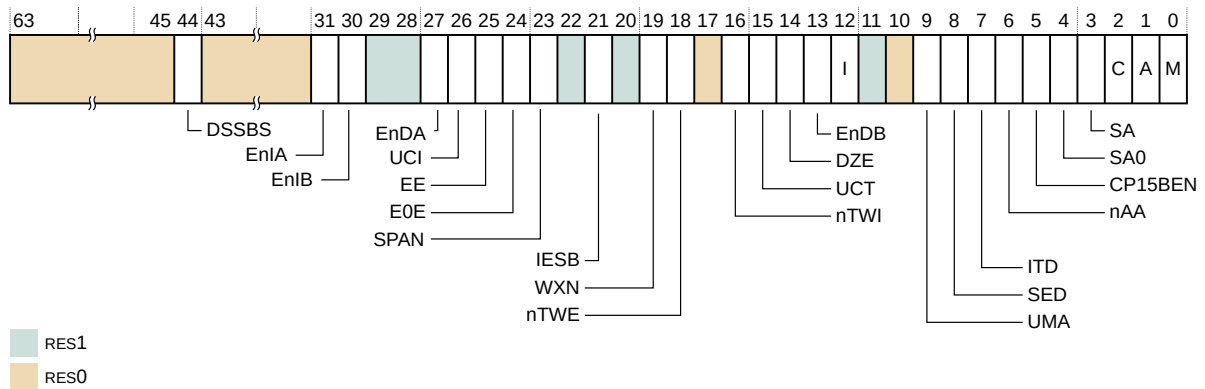 63 45 44 43 31 30 29 28 27 26 25 24 23 22 21 20 19 18 17 16 15 14 13 12 11 10 9 8 7 6 5 4 3 2 1 0
I C A M
DSSBS EnDA EnDB SA
EnIA UCI DZE SA0
EnIB EE UCT CP15BEN
E0E nTWI nAA
SPAN
IESB ITD
WXN SED
nTWE UMA
RES1
RES0